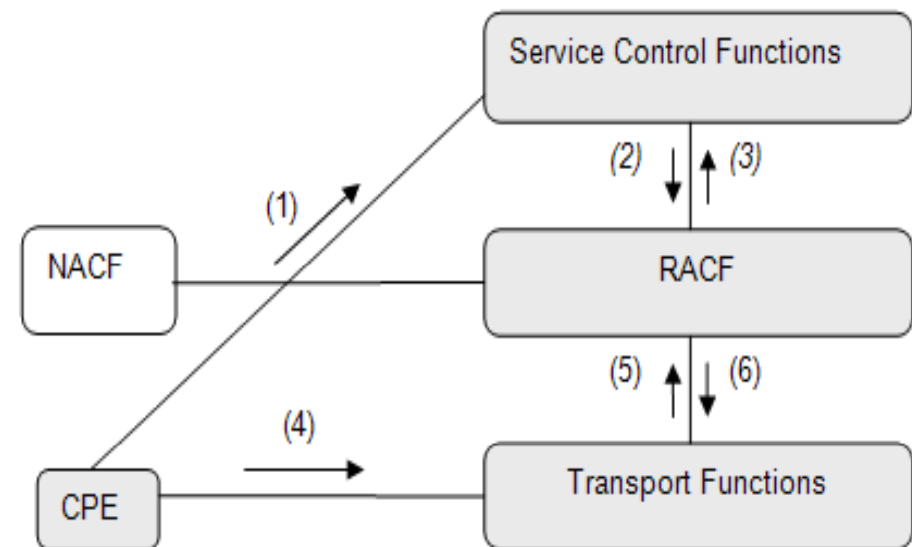 Service Control Functions
(2)
(3)
(1)
NACF
RACF
(5)
(6)
(4)
CPE
Transport Functions